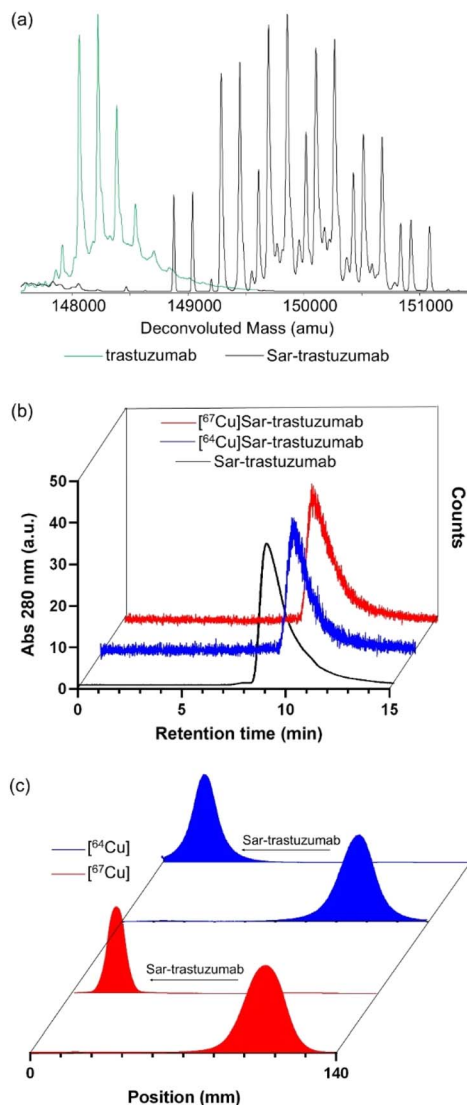 (a)
148000 149000 150000 151000
Deconvoluted Mass (amu)
trastuzumab Sar-trastuzumab
(b)
[⁶⁷Cu]Sar-trastuzumab
[⁶⁴Cu]Sar-trastuzumab
Sar-trastuzumab
50
40
30
20
10
0
Abs 280 nm (a.u.)
Counts
0 5 10 15
Retention time (min)
(c)
[⁶⁴Cu]
[⁶⁷Cu]
Sar-trastuzumab
Sar-trastuzumab
0 140
Position (mm)